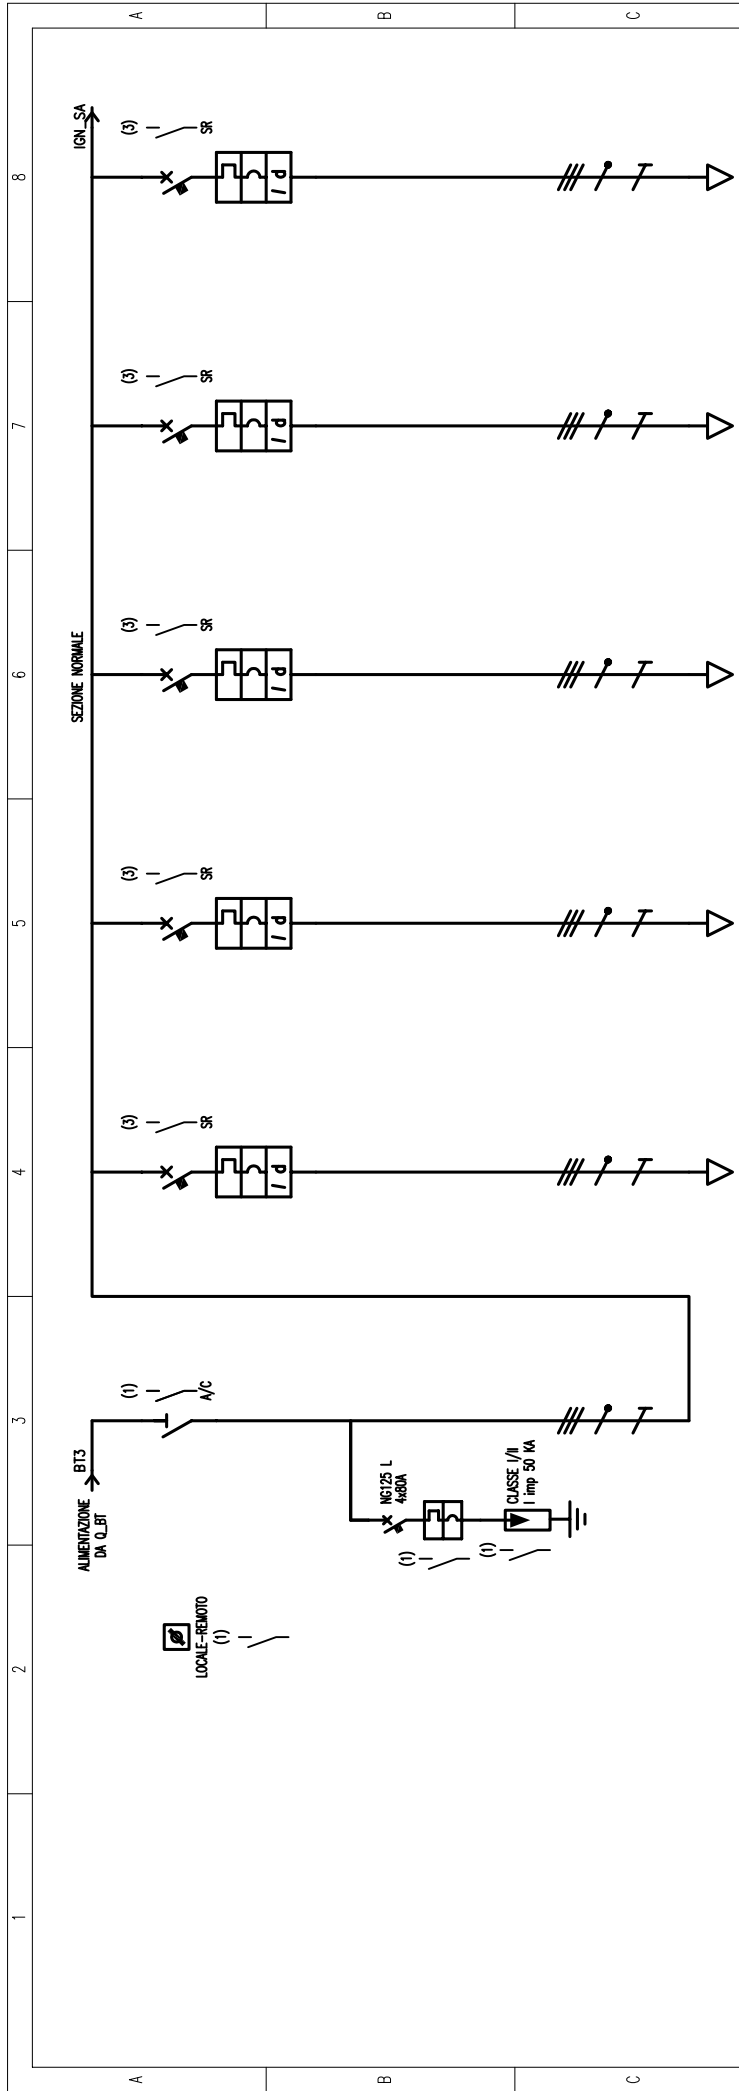 1
2
3
4
5
6
7
8
A
B
C
A
B
C
ALIMENTAZIONE
DA Q_BT
BT3
SEZIONE NORMALE
IGN_SA
LOCALE-REMOTO
(1)
(1)
A/C
NG125 L
4x80A
(1)
CLASSE I/II
I imp 50 KA
(1)
(3)
SR
I d
(3)
SR
I d
(3)
SR
I d
(3)
SR
I d
(3)
SR
I d